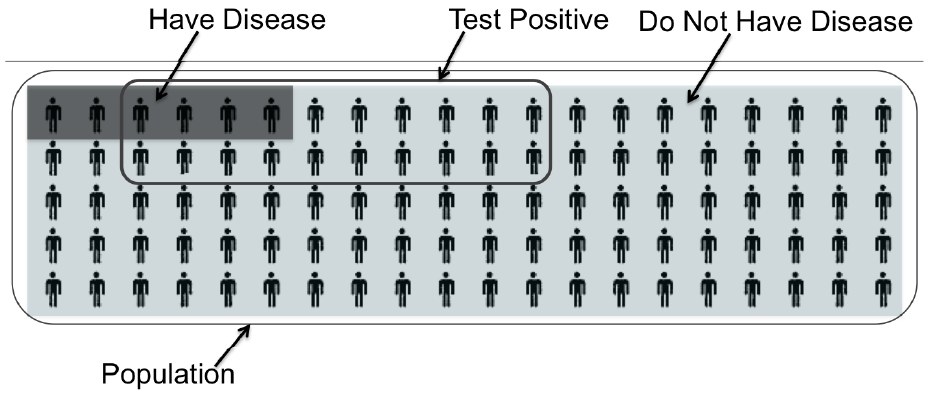 Have Disease
Test Positive
Do Not Have Disease
Population